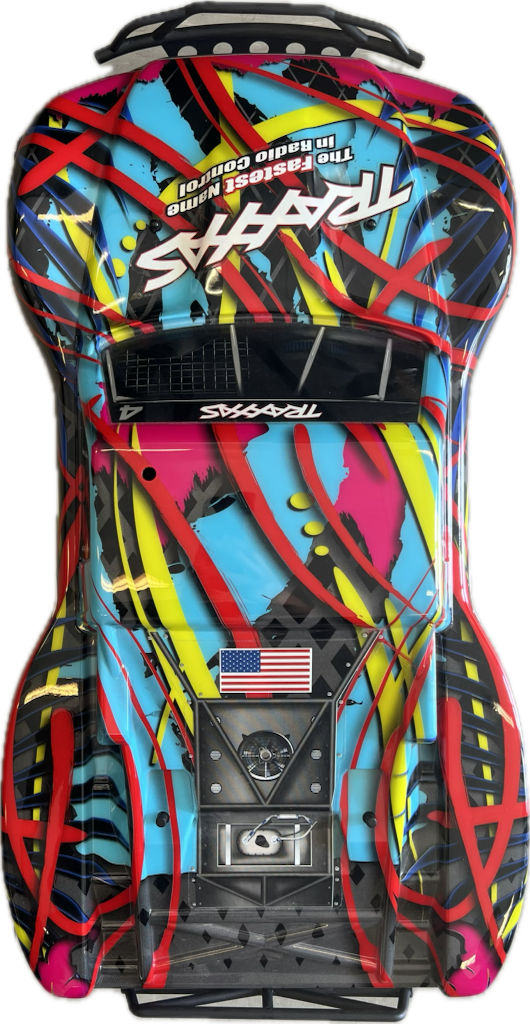 TRAXXAS
The Fastest Name
in Radio Control
TRAXXAS
4